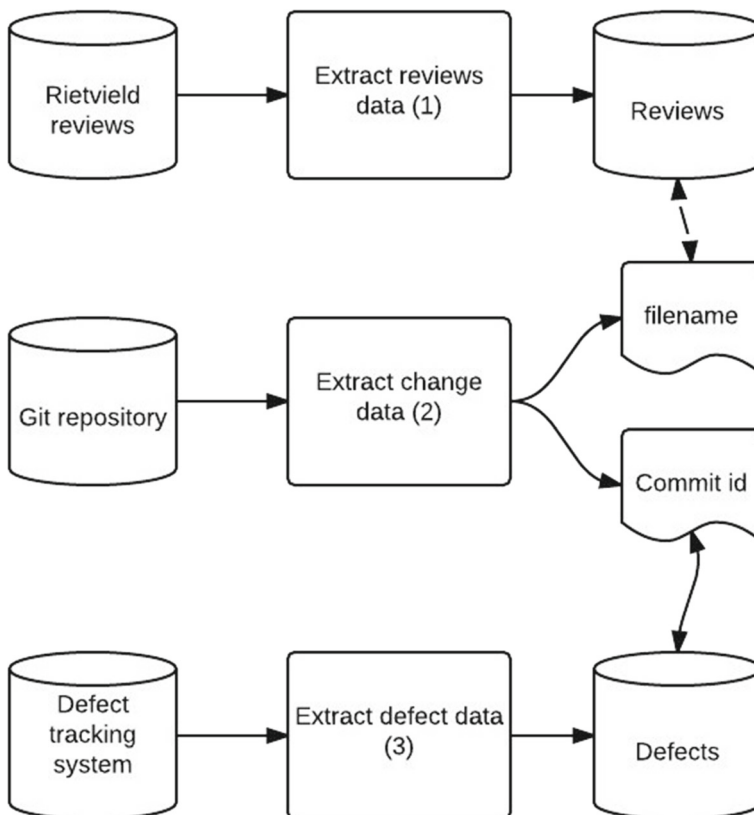 Rietvield
reviews
Extract reviews
data (1)
Reviews
filename
Git repository
Extract change
data (2)
Commit id
Defect
tracking
system
Extract defect data
(3)
Defects